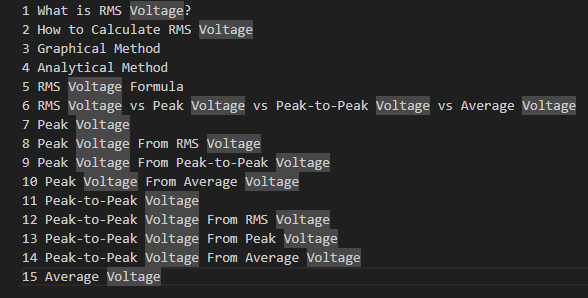 1 What is RMS Voltage?
2 How to Calculate RMS Voltage
3 Graphical Method
4 Analytical Method
5 RMS Voltage Formula
6 RMS Voltage vs Peak Voltage vs Peak-to-Peak Voltage vs Average Voltage
7 Peak Voltage
8 Peak Voltage From RMS Voltage
9 Peak Voltage From Peak-to-Peak Voltage
10 Peak Voltage From Average Voltage
11 Peak-to-Peak Voltage
12 Peak-to-Peak Voltage From RMS Voltage
13 Peak-to-Peak Voltage From Peak Voltage
14 Peak-to-Peak Voltage From Average Voltage
15 Average Voltage